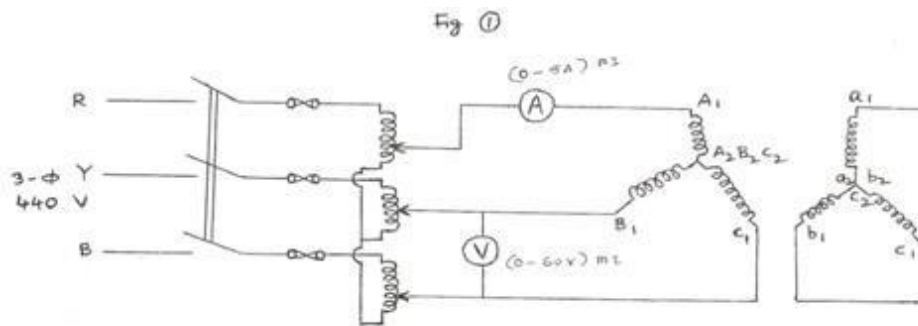 Fig ①
(0-5A) MI
R
A
A1
a1
A2 B2 C2
3-ϕ Y
440 V
a2 b2
c2
B1
c1
b1
c1
V
(0-60V) MI
B